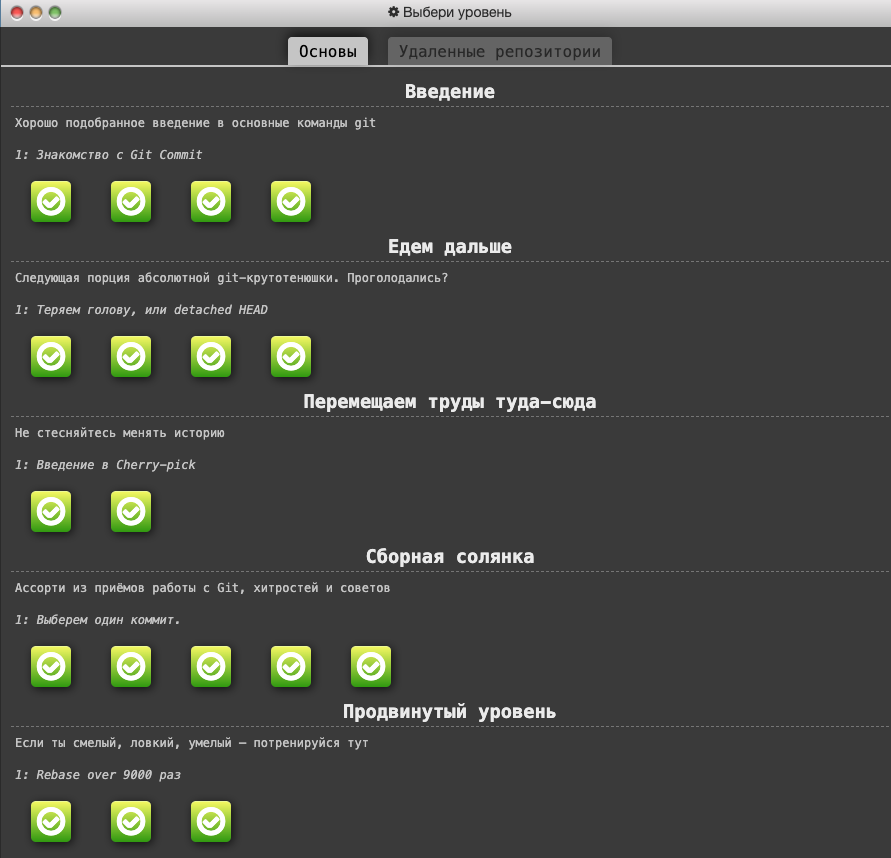 Выбери уровень
Основы
Удаленные репозитории
Введение
Хорошо подобранное введение в основные команды git
1: Знакомство с Git Commit
Едем дальше
Следующая порция абсолютной git-крутотенюшки. Проголодались?
1: Теряем голову, или detached HEAD
Перемещаем труды туда-сюда
Не стесняйтесь менять историю
1: Введение в Cherry-pick
Сборная солянка
Ассорти из приёмов работы с Git, хитростей и советов
1: Выберем один коммит.
Продвинутый уровень
Если ты смелый, ловкий, умелый — потренируйся тут
1: Rebase over 9000 раз